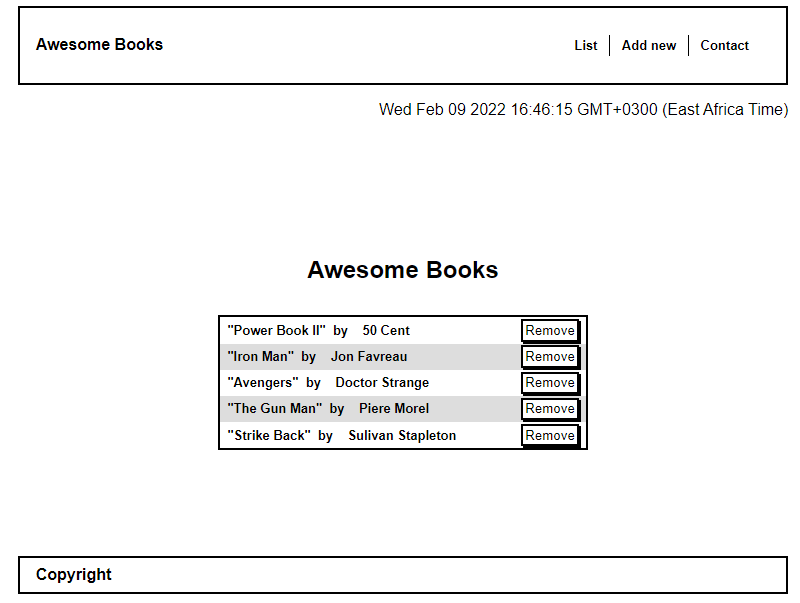 Awesome Books
List Add new Contact
Wed Feb 09 2022 16:46:15 GMT+0300 (East Africa Time)
Awesome Books
"Power Book II" by 50 Cent Remove
"Iron Man" by Jon Favreau Remove
"Avengers" by Doctor Strange Remove
"The Gun Man" by Piere Morel Remove
"Strike Back" by Sulivan Stapleton Remove
Copyright